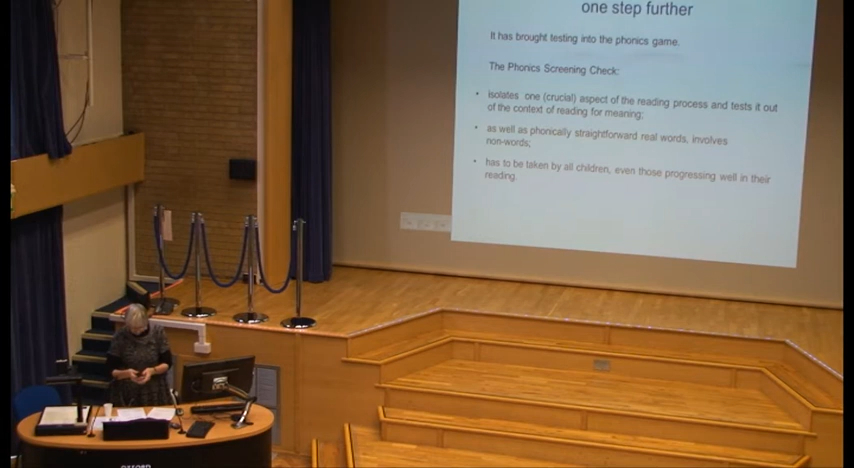 one step further
It has brought testing into the phonics game.
The Phonics Screening Check:
• isolates one (crucial) aspect of the reading process and tests it out
of the context of reading for meaning;
• as well as phonically straightforward real words, involves
non-words;
• has to be taken by all children, even those progressing well in their
reading.
OXFORD